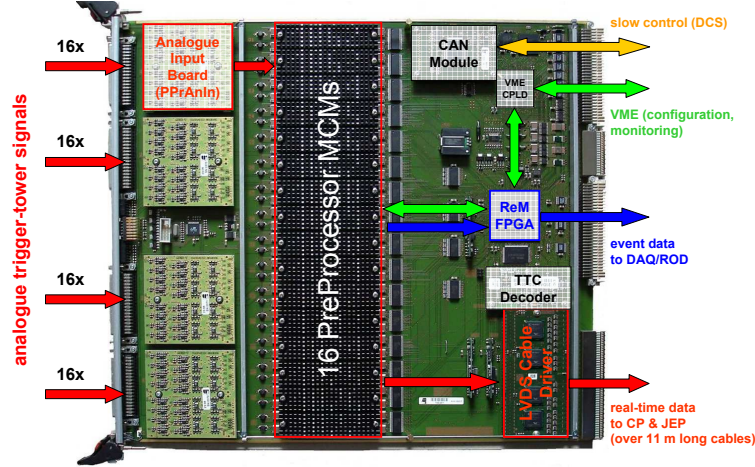 16x
16x
16x
16x
analogue trigger-tower signals
Analogue
Input
Board
(PPrAnIn)
16 PreProcessor MCMs
CAN
Module
VME
CPLD
ReM
FPGA
TTC
Decoder
LVDS Cable
Driver
slow control (DCS)
VME (configuration,
monitoring)
event data
to DAQ/ROD
real-time data
to CP & JEP
(over 11 m long cables)